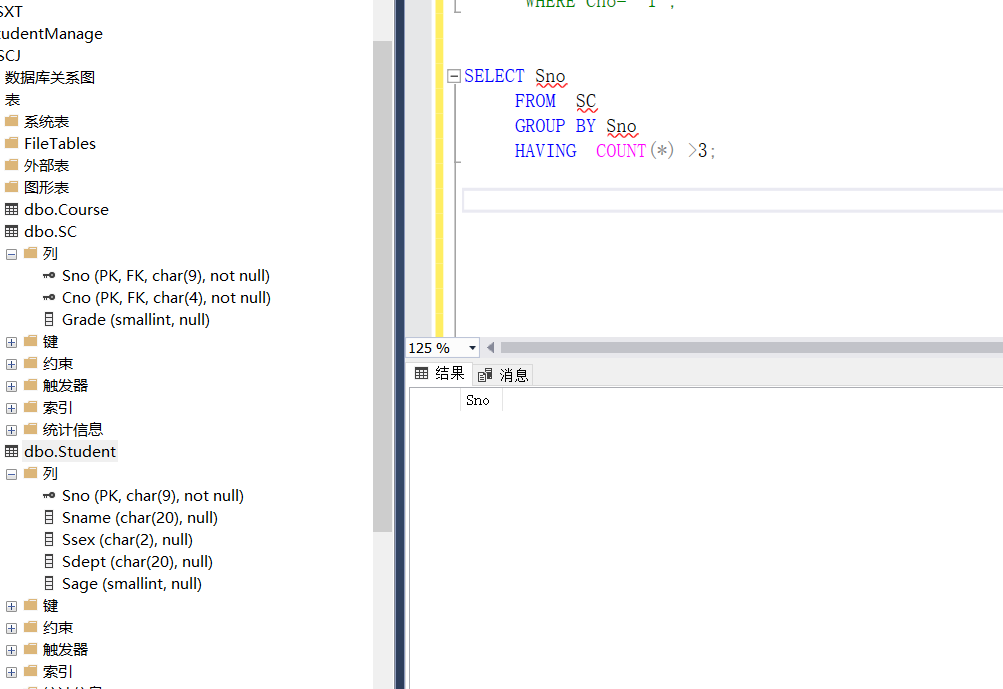 SXT
tudentManage
SCJ
数据库关系图
表
系统表
FileTables
外部表
图形表
dbo.Course
dbo.SC
列
Sno (PK, FK, char(9), not null)
Cno (PK, FK, char(4), not null)
Grade (smallint, null)
键
约束
触发器
索引
统计信息
dbo.Student
列
Sno (PK, char(9), not null)
Sname (char(20), null)
Ssex (char(2), null)
Sdept (char(20), null)
Sage (smallint, null)
键
约束
触发器
索引
统计信息
WHERE Cno= '1';
SELECT Sno
FROM SC
GROUP BY Sno
HAVING COUNT(*) >3;
125 %
结果
消息
Sno